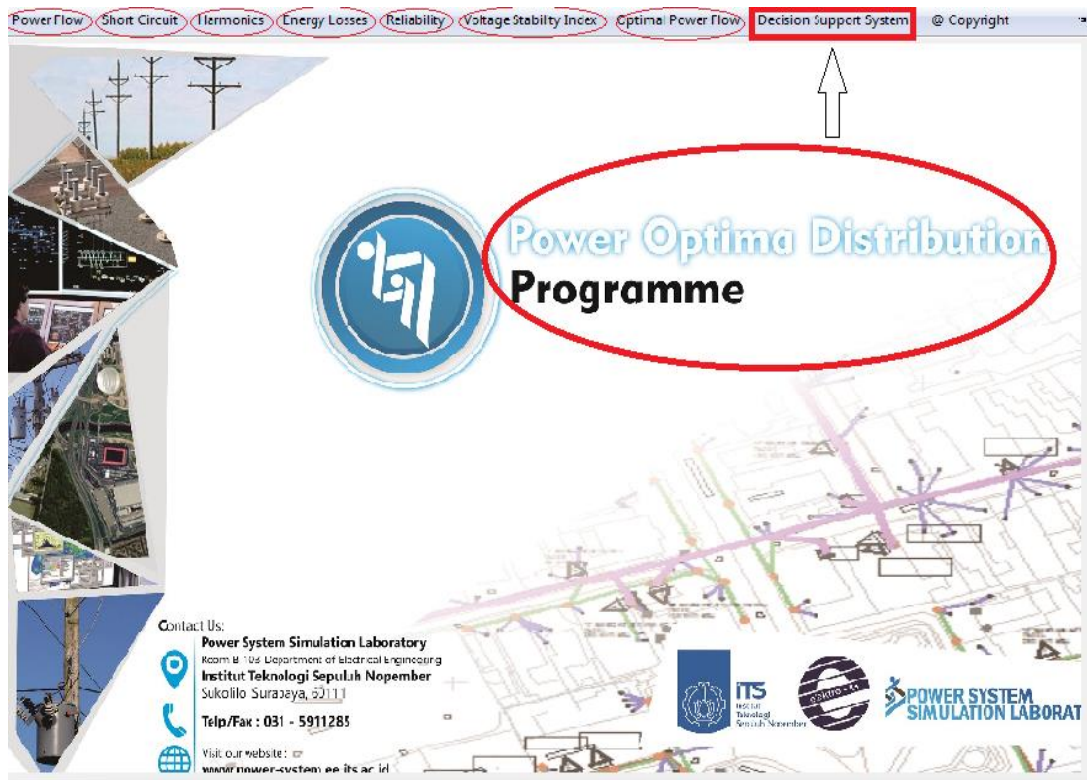 Power Flow
Short Circuit
Harmonics
Energy Losses
Reliability
Voltage Stability Index
Optimal Power Flow
Decision Support System
@ Copyright
Power Optima Distribution
Programme
Contact Us:
Power System Simulation Laboratory
Room B 103 Department of Electrical Engineering
Institut Teknologi Sepuluh Nopember
Sukolilo Surabaya, 60111
Telp/Fax : 031 - 5911285
Visit our website :
www.power-system.ee.its.ac.id
ITS
Institut
Teknologi
Sepuluh Nopember
elektro - its
POWER SYSTEM
SIMULATION LABORAT